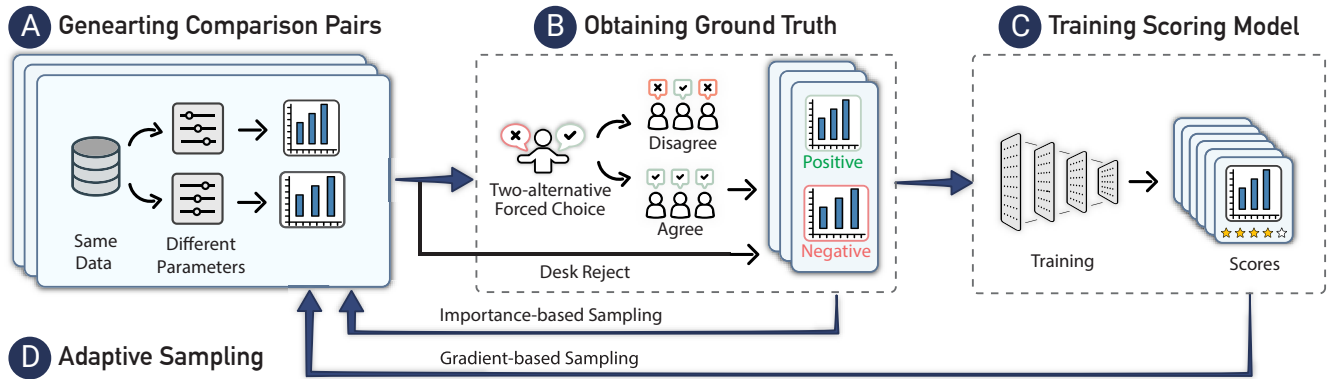 A Genearting Comparison Pairs
Same
Data
Different
Parameters
B Obtaining Ground Truth
Two-alternative
Forced Choice
Disagree
Agree
Desk Reject
Positive
Negative
C Training Scoring Model
Training
Scores
Importance-based Sampling
D Adaptive Sampling
Gradient-based Sampling